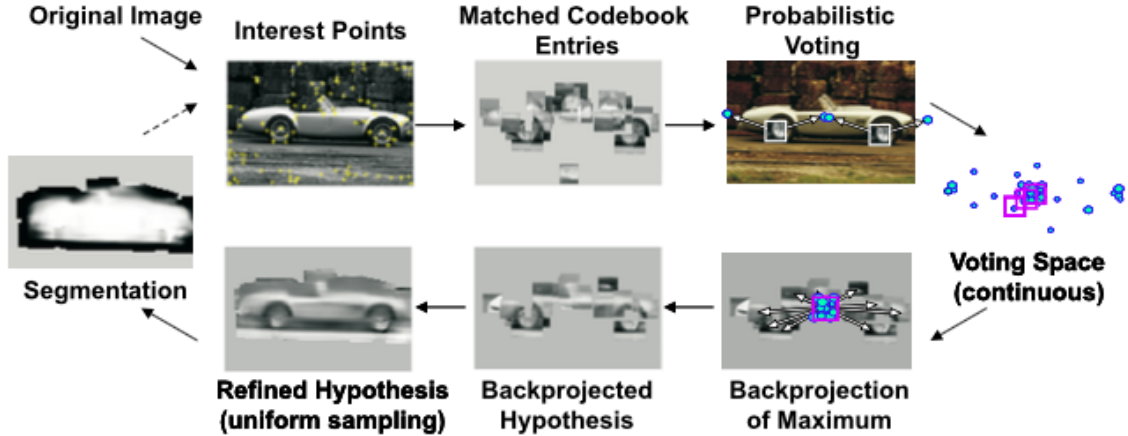 Original Image
Interest Points
Matched Codebook
Entries
Probabilistic
Voting
Voting Space
(continuous)
Segmentation
Refined Hypothesis
(uniform sampling)
Backprojected
Hypothesis
Backprojection
of Maximum